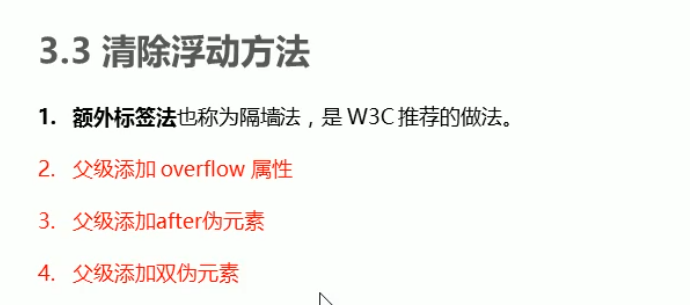 3.3 清除浮动方法
1. 额外标签法也称为隔墙法，是 W3C 推荐的做法。
2. 父级添加 overflow 属性
3. 父级添加after伪元素
4. 父级添加双伪元素